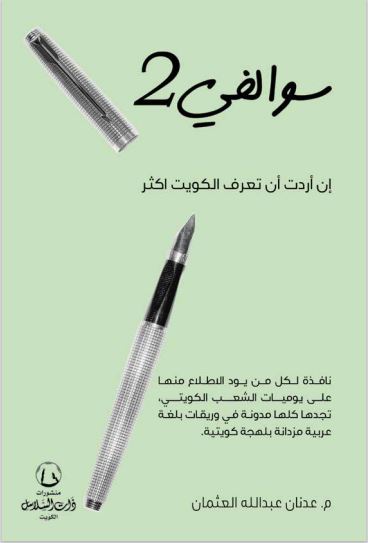 سوالفي 2
إن أردت أن تعرف الكويت اكثر
نافذة لكل من يود الاطلاع منها
على يوميات الشعب الكويتي،
تجدها كلها مدونة في وريقات بلغة
عربية مزدانة بلهجة كويتية.
منشورات
ذات السلاسل
الكويت
م. عدنان عبدالله العثمان